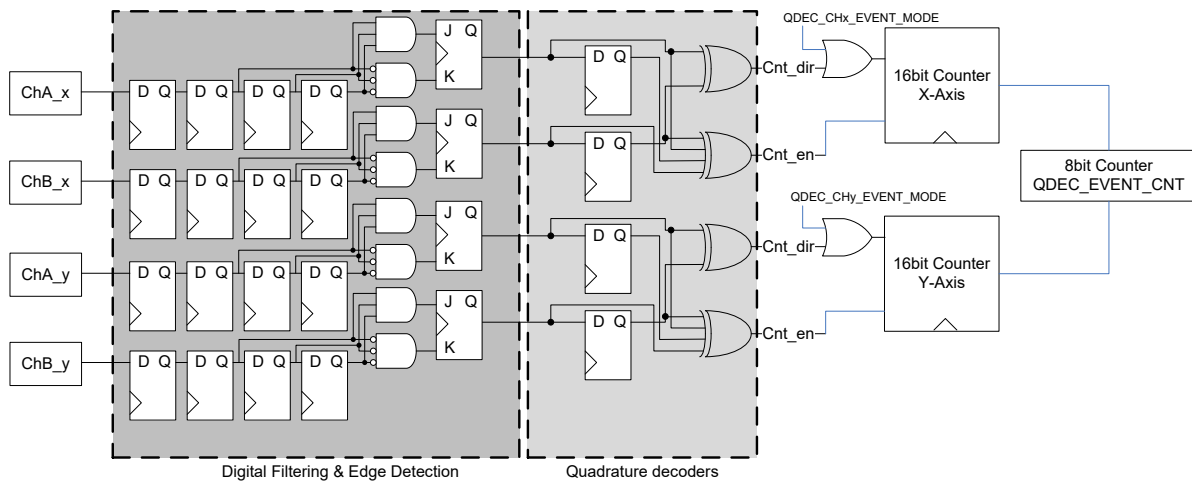 QDEC_CHx_EVENT_MODE
J Q
K
ChA_x
D Q D Q D Q D Q
D Q
Cnt_dir
16bit Counter
X-Axis
J Q
K
ChB_x
D Q D Q D Q D Q
D Q
Cnt_en
8bit Counter
QDEC_EVENT_CNT
QDEC_CHy_EVENT_MODE
J Q
K
ChA_y
D Q D Q D Q D Q
D Q
Cnt_dir
16bit Counter
Y-Axis
J Q
K
ChB_y
D Q D Q D Q D Q
D Q
Cnt_en
Digital Filtering & Edge Detection
Quadrature decoders